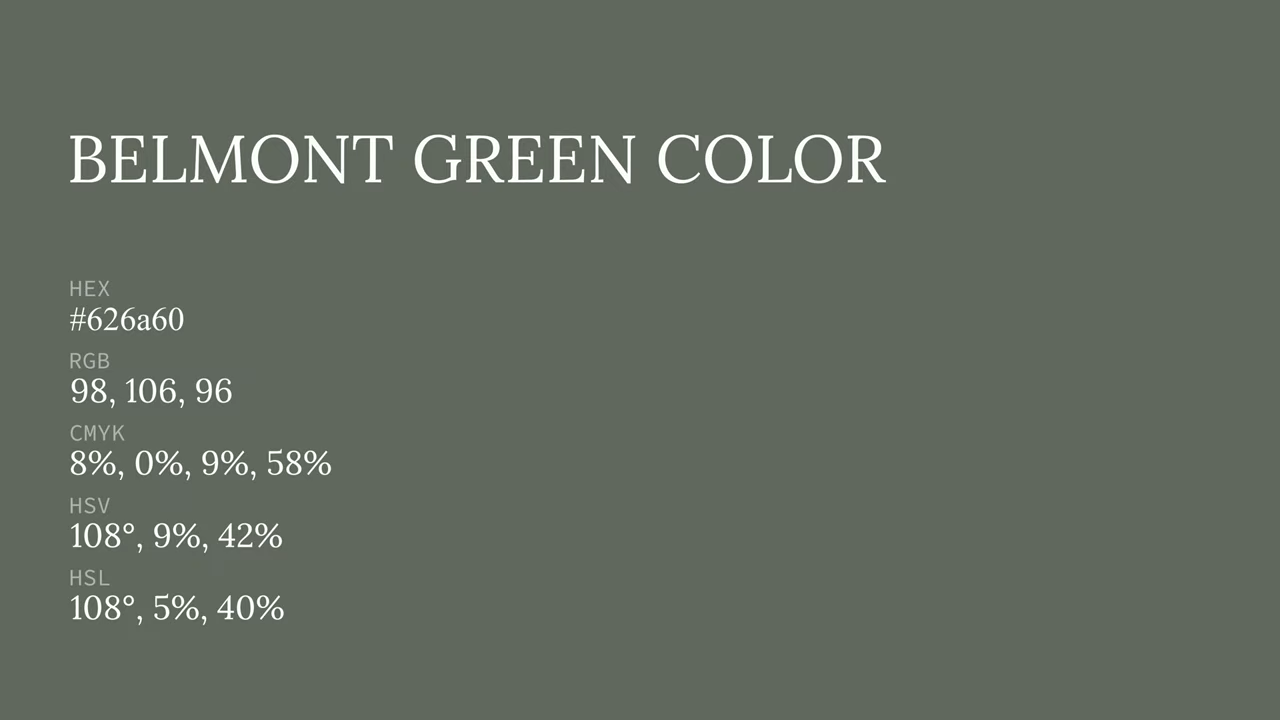 BELMONT GREEN COLOR
HEX
#626a60
RGB
98, 106, 96
CMYK
8%, 0%, 9%, 58%
HSV
108°, 9%, 42%
HSL
108°, 5%, 40%